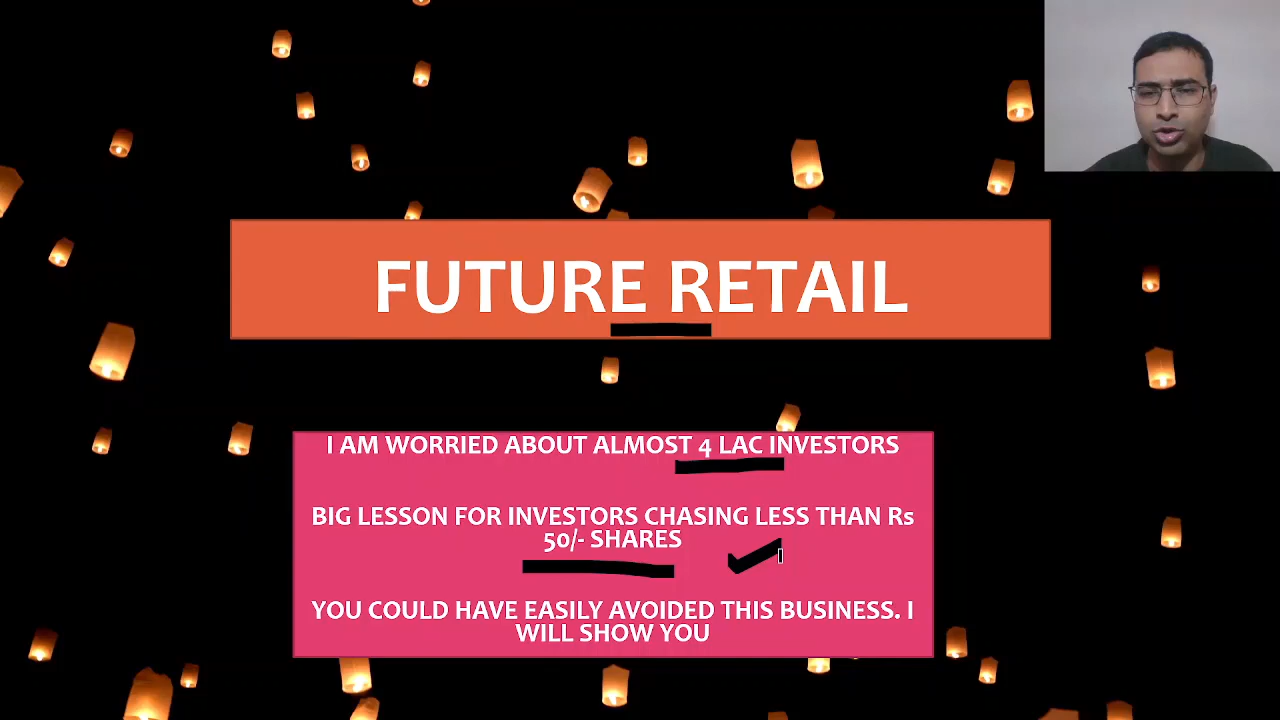 FUTURE RETAIL
I AM WORRIED ABOUT ALMOST 4 LAC INVESTORS
BIG LESSON FOR INVESTORS CHASING LESS THAN Rs
50/- SHARES
YOU COULD HAVE EASILY AVOIDED THIS BUSINESS. I
WILL SHOW YOU